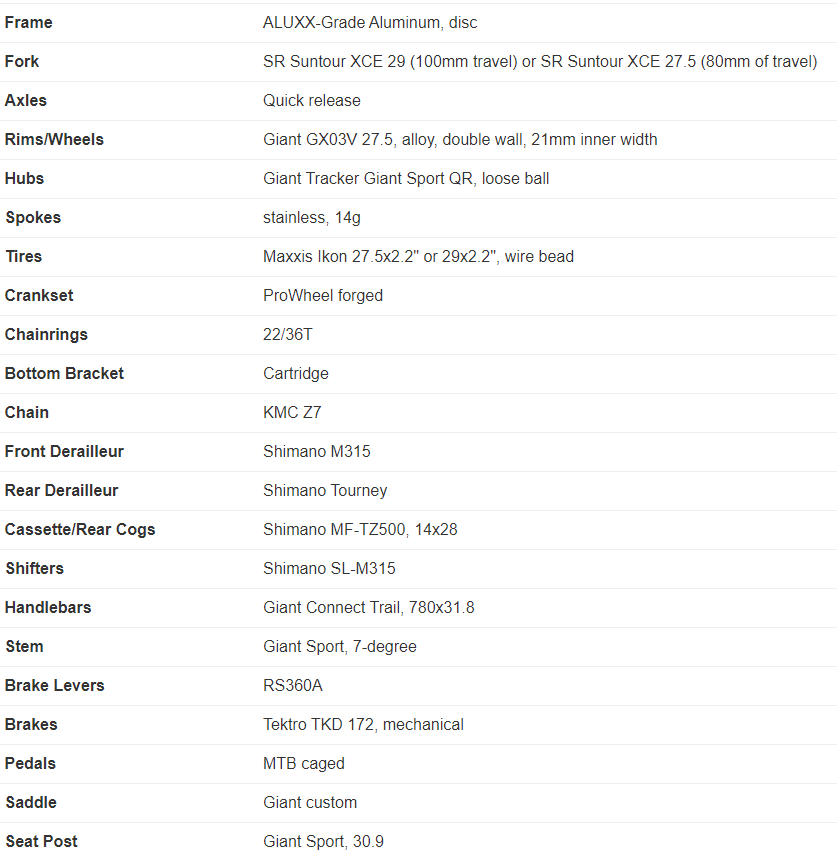 Frame ALUXX-Grade Aluminum, disc
Fork SR Suntour XCE 29 (100mm travel) or SR Suntour XCE 27.5 (80mm of travel)
Axles Quick release
Rims/Wheels Giant GX03V 27.5, alloy, double wall, 21mm inner width
Hubs Giant Tracker Giant Sport QR, loose ball
Spokes stainless, 14g
Tires Maxxis Ikon 27.5x2.2" or 29x2.2", wire bead
Crankset ProWheel forged
Chainrings 22/36T
Bottom Bracket Cartridge
Chain KMC Z7
Front Derailleur Shimano M315
Rear Derailleur Shimano Tourney
Cassette/Rear Cogs Shimano MF-TZ500, 14x28
Shifters Shimano SL-M315
Handlebars Giant Connect Trail, 780x31.8
Stem Giant Sport, 7-degree
Brake Levers RS360A
Brakes Tektro TKD 172, mechanical
Pedals MTB caged
Saddle Giant custom
Seat Post Giant Sport, 30.9